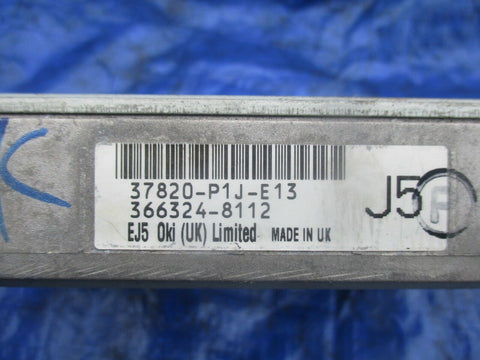 37820-P1J-E13
366324-8112
J5
EJ5 Oki (UK) Limited MADE IN UK